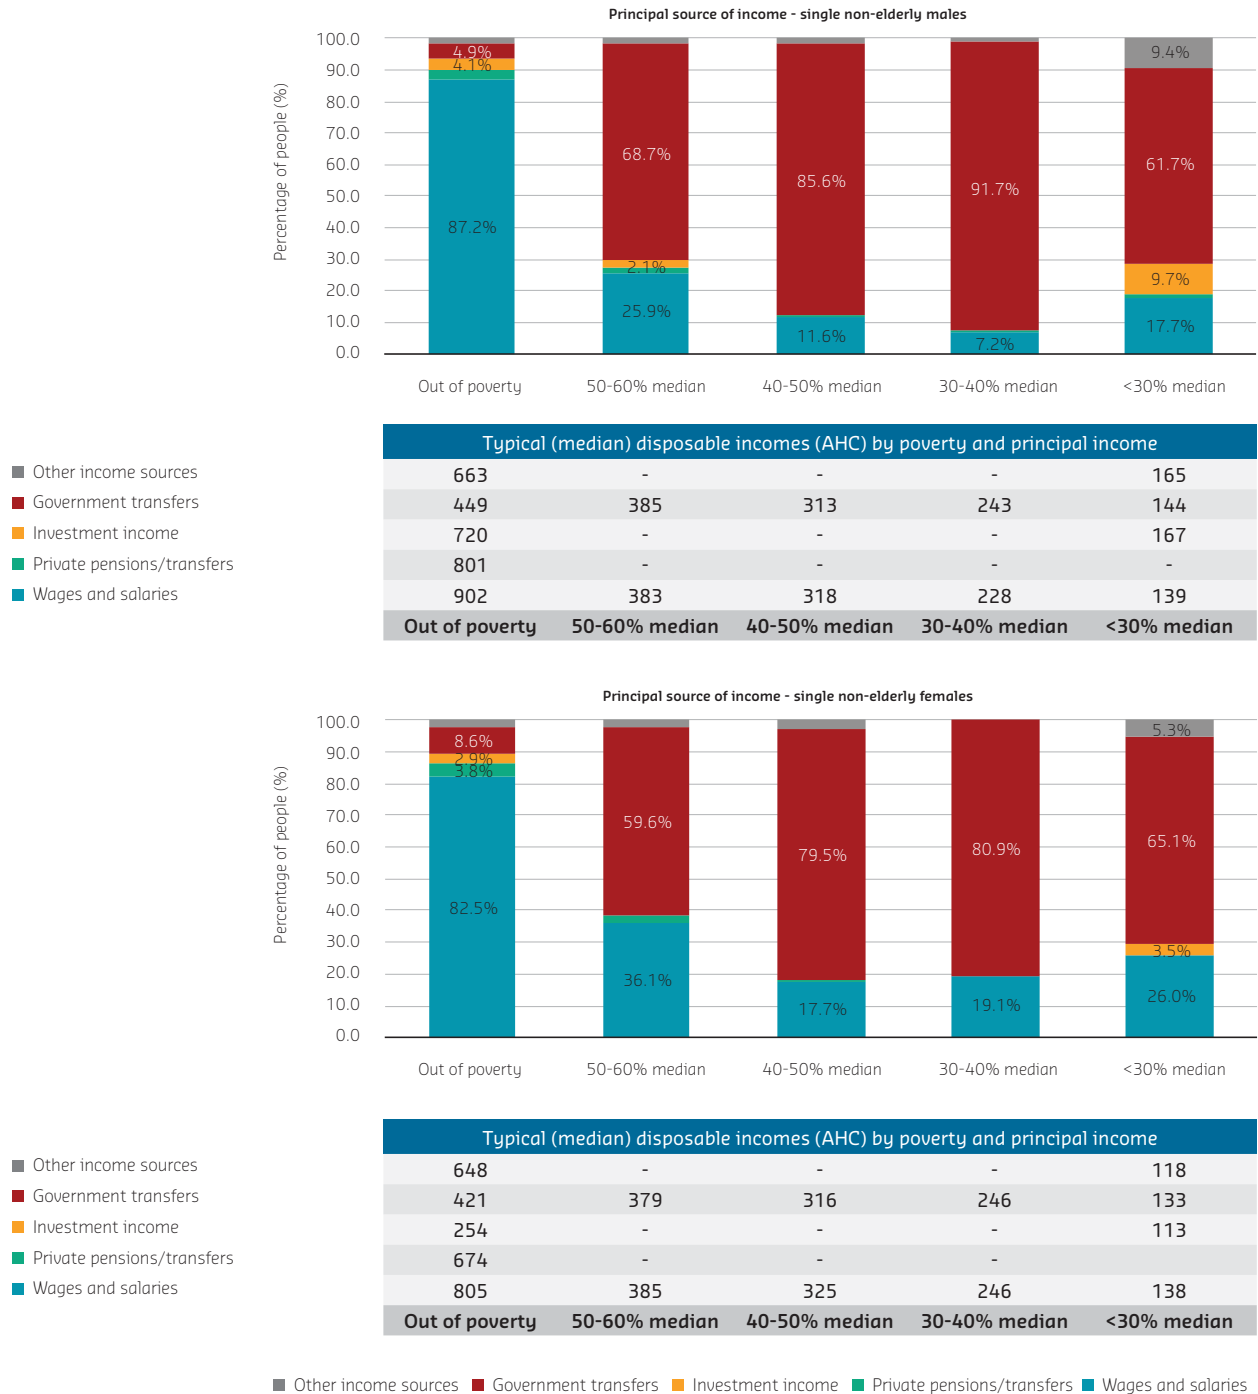 Principal source of income - single non-elderly males
Percentage of people (%)
100.0
90.0
80.0
70.0
60.0
50.0
40.0
30.0
20.0
10.0
0.0
4.9%
4.1%
87.2%
68.7%
2.1%
25.9%
85.6%
11.6%
91.7%
7.2%
9.4%
61.7%
9.7%
17.7%
Out of poverty 50-60% median 40-50% median 30-40% median <30% median
Typical (median) disposable incomes (AHC) by poverty and principal income
Other income sources 663 - - - 165
Government transfers 449 385 313 243 144
Investment income 720 - - - 167
Private pensions/transfers 801 - - - -
Wages and salaries 902 383 318 228 139
Out of poverty 50-60% median 40-50% median 30-40% median <30% median
Principal source of income - single non-elderly females
Percentage of people (%)
100.0
90.0
80.0
70.0
60.0
50.0
40.0
30.0
20.0
10.0
0.0
8.6%
2.9%
3.8%
82.5%
59.6%
36.1%
79.5%
17.7%
80.9%
19.1%
5.3%
65.1%
3.5%
26.0%
Out of poverty 50-60% median 40-50% median 30-40% median <30% median
Typical (median) disposable incomes (AHC) by poverty and principal income
Other income sources 648 - - - 118
Government transfers 421 379 316 246 133
Investment income 254 - - - 113
Private pensions/transfers 674 - - -
Wages and salaries 805 385 325 246 138
Out of poverty 50-60% median 40-50% median 30-40% median <30% median
Other income sources Government transfers Investment income Private pensions/transfers Wages and salaries